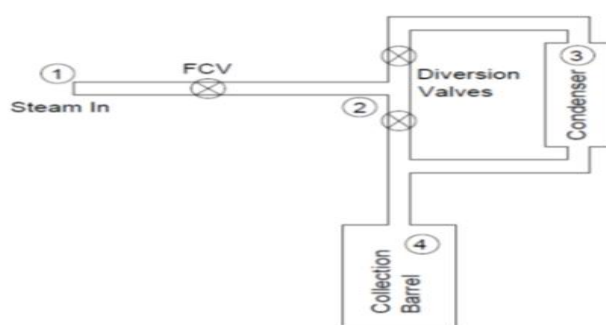 1
FCV
Steam In
2
Diversion
Valves
3
Condenser
4
Collection
Barrel